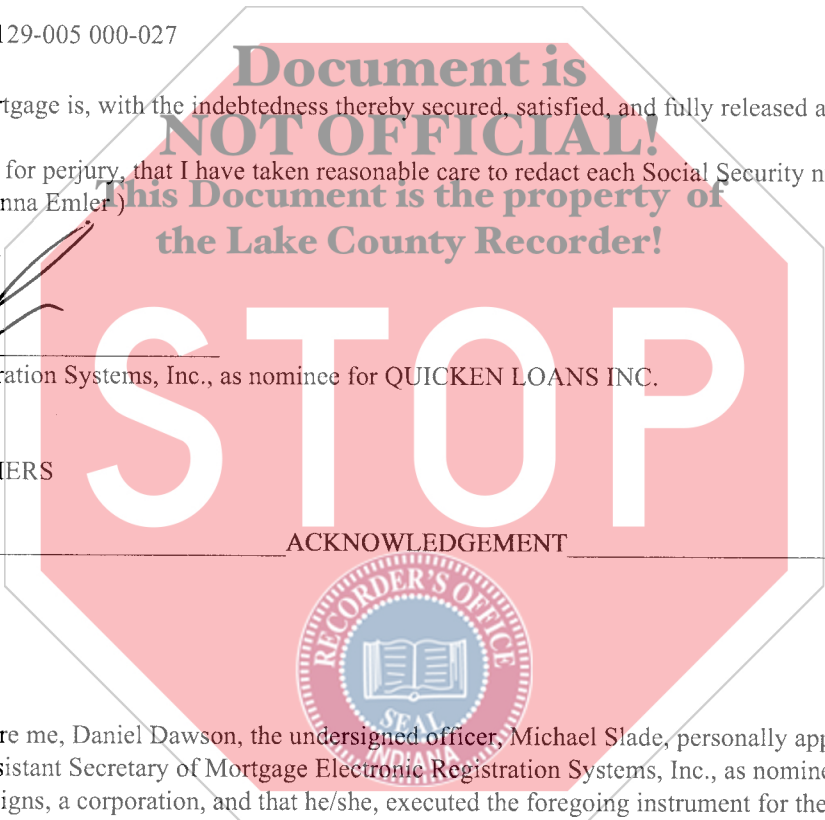 129-005 000-027
Document is
rtgage is, with the indebtedness thereby secured, satisfied, and fully released a
NOT OFFICIAL!
for perjury, that I have taken reasonable care to redact each Social Security n
This Document is the property of
nna Emler )
the Lake County Recorder!
STOP
ration Systems, Inc., as nominee for QUICKEN LOANS INC.
IERS
ACKNOWLEDGEMENT
RECORDER'S OFFICE
SEAL
INDIANA
re me, Daniel Dawson, the undersigned officer, Michael Slade, personally app
sistant Secretary of Mortgage Electronic Registration Systems, Inc., as nomine
igns, a corporation, and that he/she, executed the foregoing instrument for the